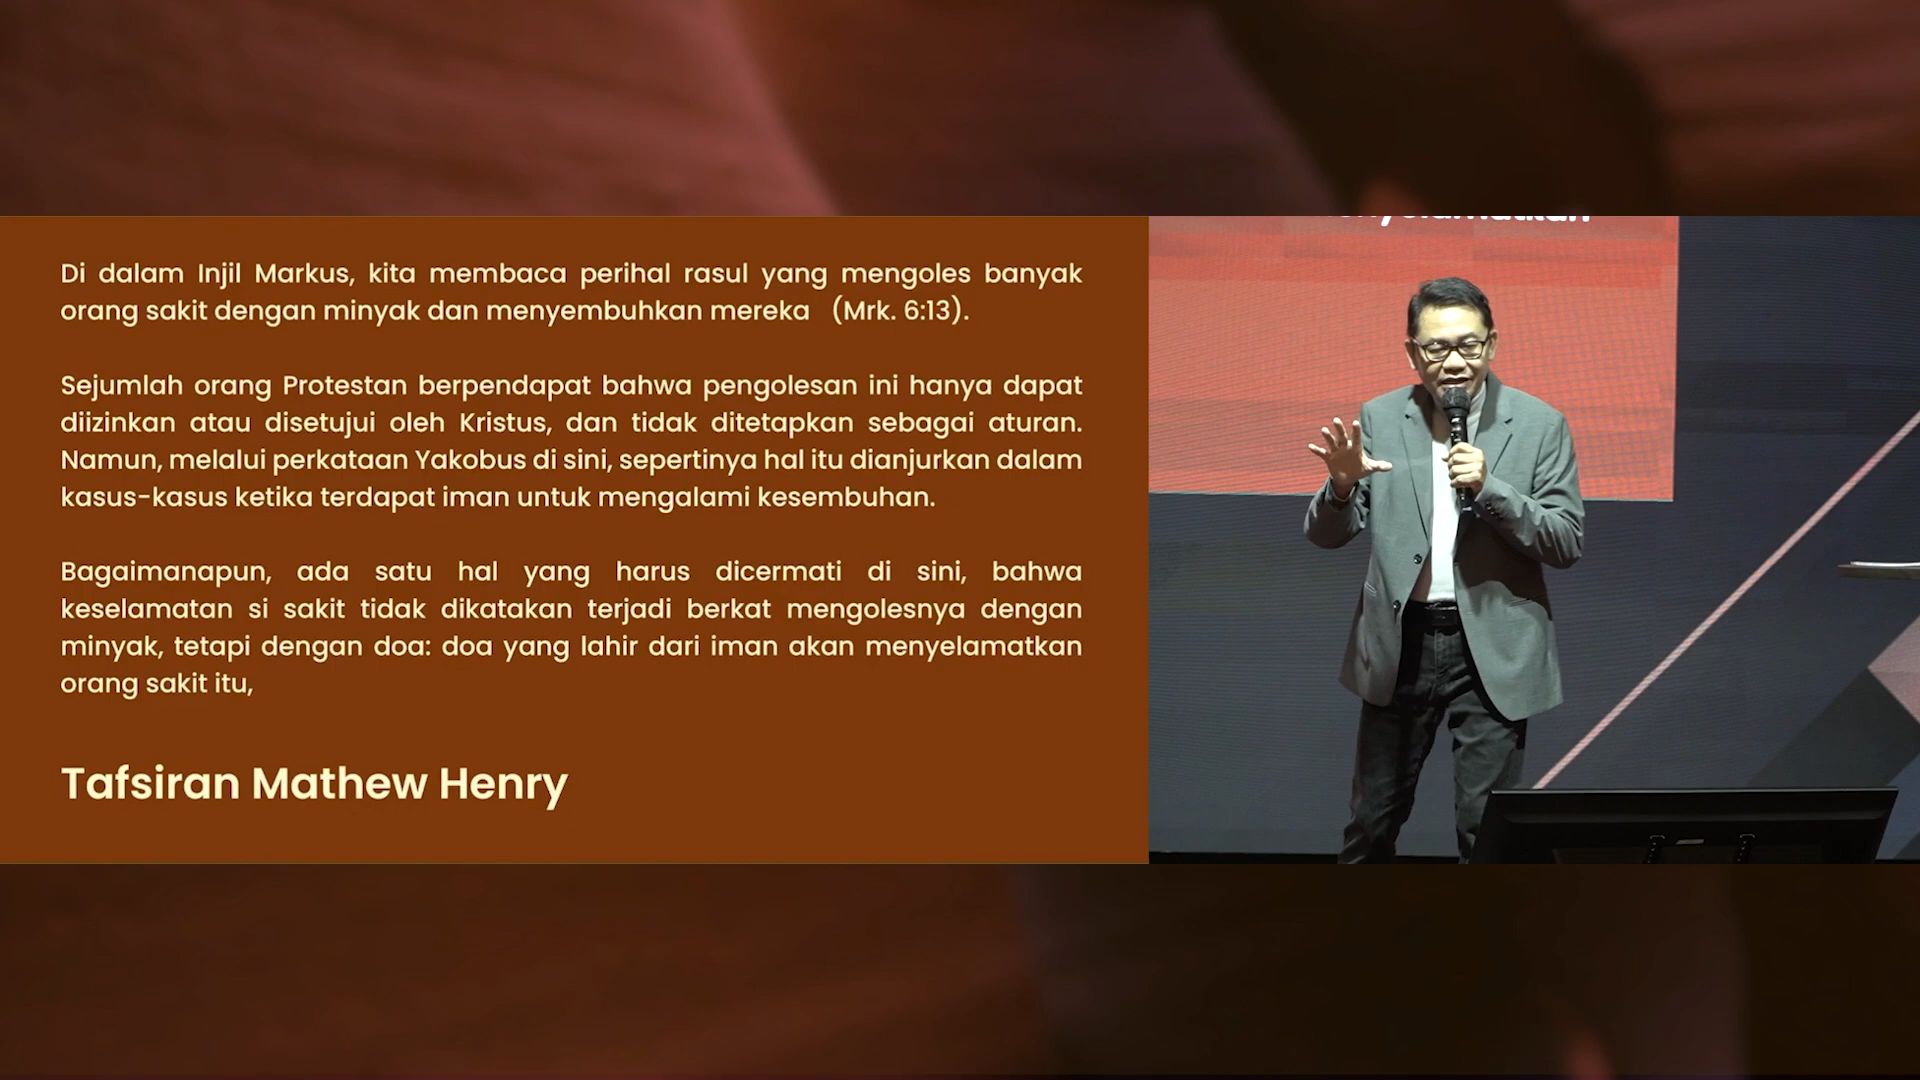 Di dalam Injil Markus, kita membaca perihal rasul yang mengoles banyak
orang sakit dengan minyak dan menyembuhkan mereka (Mrk. 6:13).
Sejumlah orang Protestan berpendapat bahwa pengolesan ini hanya dapat
diizinkan atau disetujui oleh Kristus, dan tidak ditetapkan sebagai aturan.
Namun, melalui perkataan Yakobus di sini, sepertinya hal itu dianjurkan dalam
kasus-kasus ketika terdapat iman untuk mengalami kesembuhan.
Bagaimanapun, ada satu hal yang harus dicermati di sini, bahwa
keselamatan si sakit tidak dikatakan terjadi berkat mengolesnya dengan
minyak, tetapi dengan doa: doa yang lahir dari iman akan menyelamatkan
orang sakit itu,
Tafsiran Mathew Henry